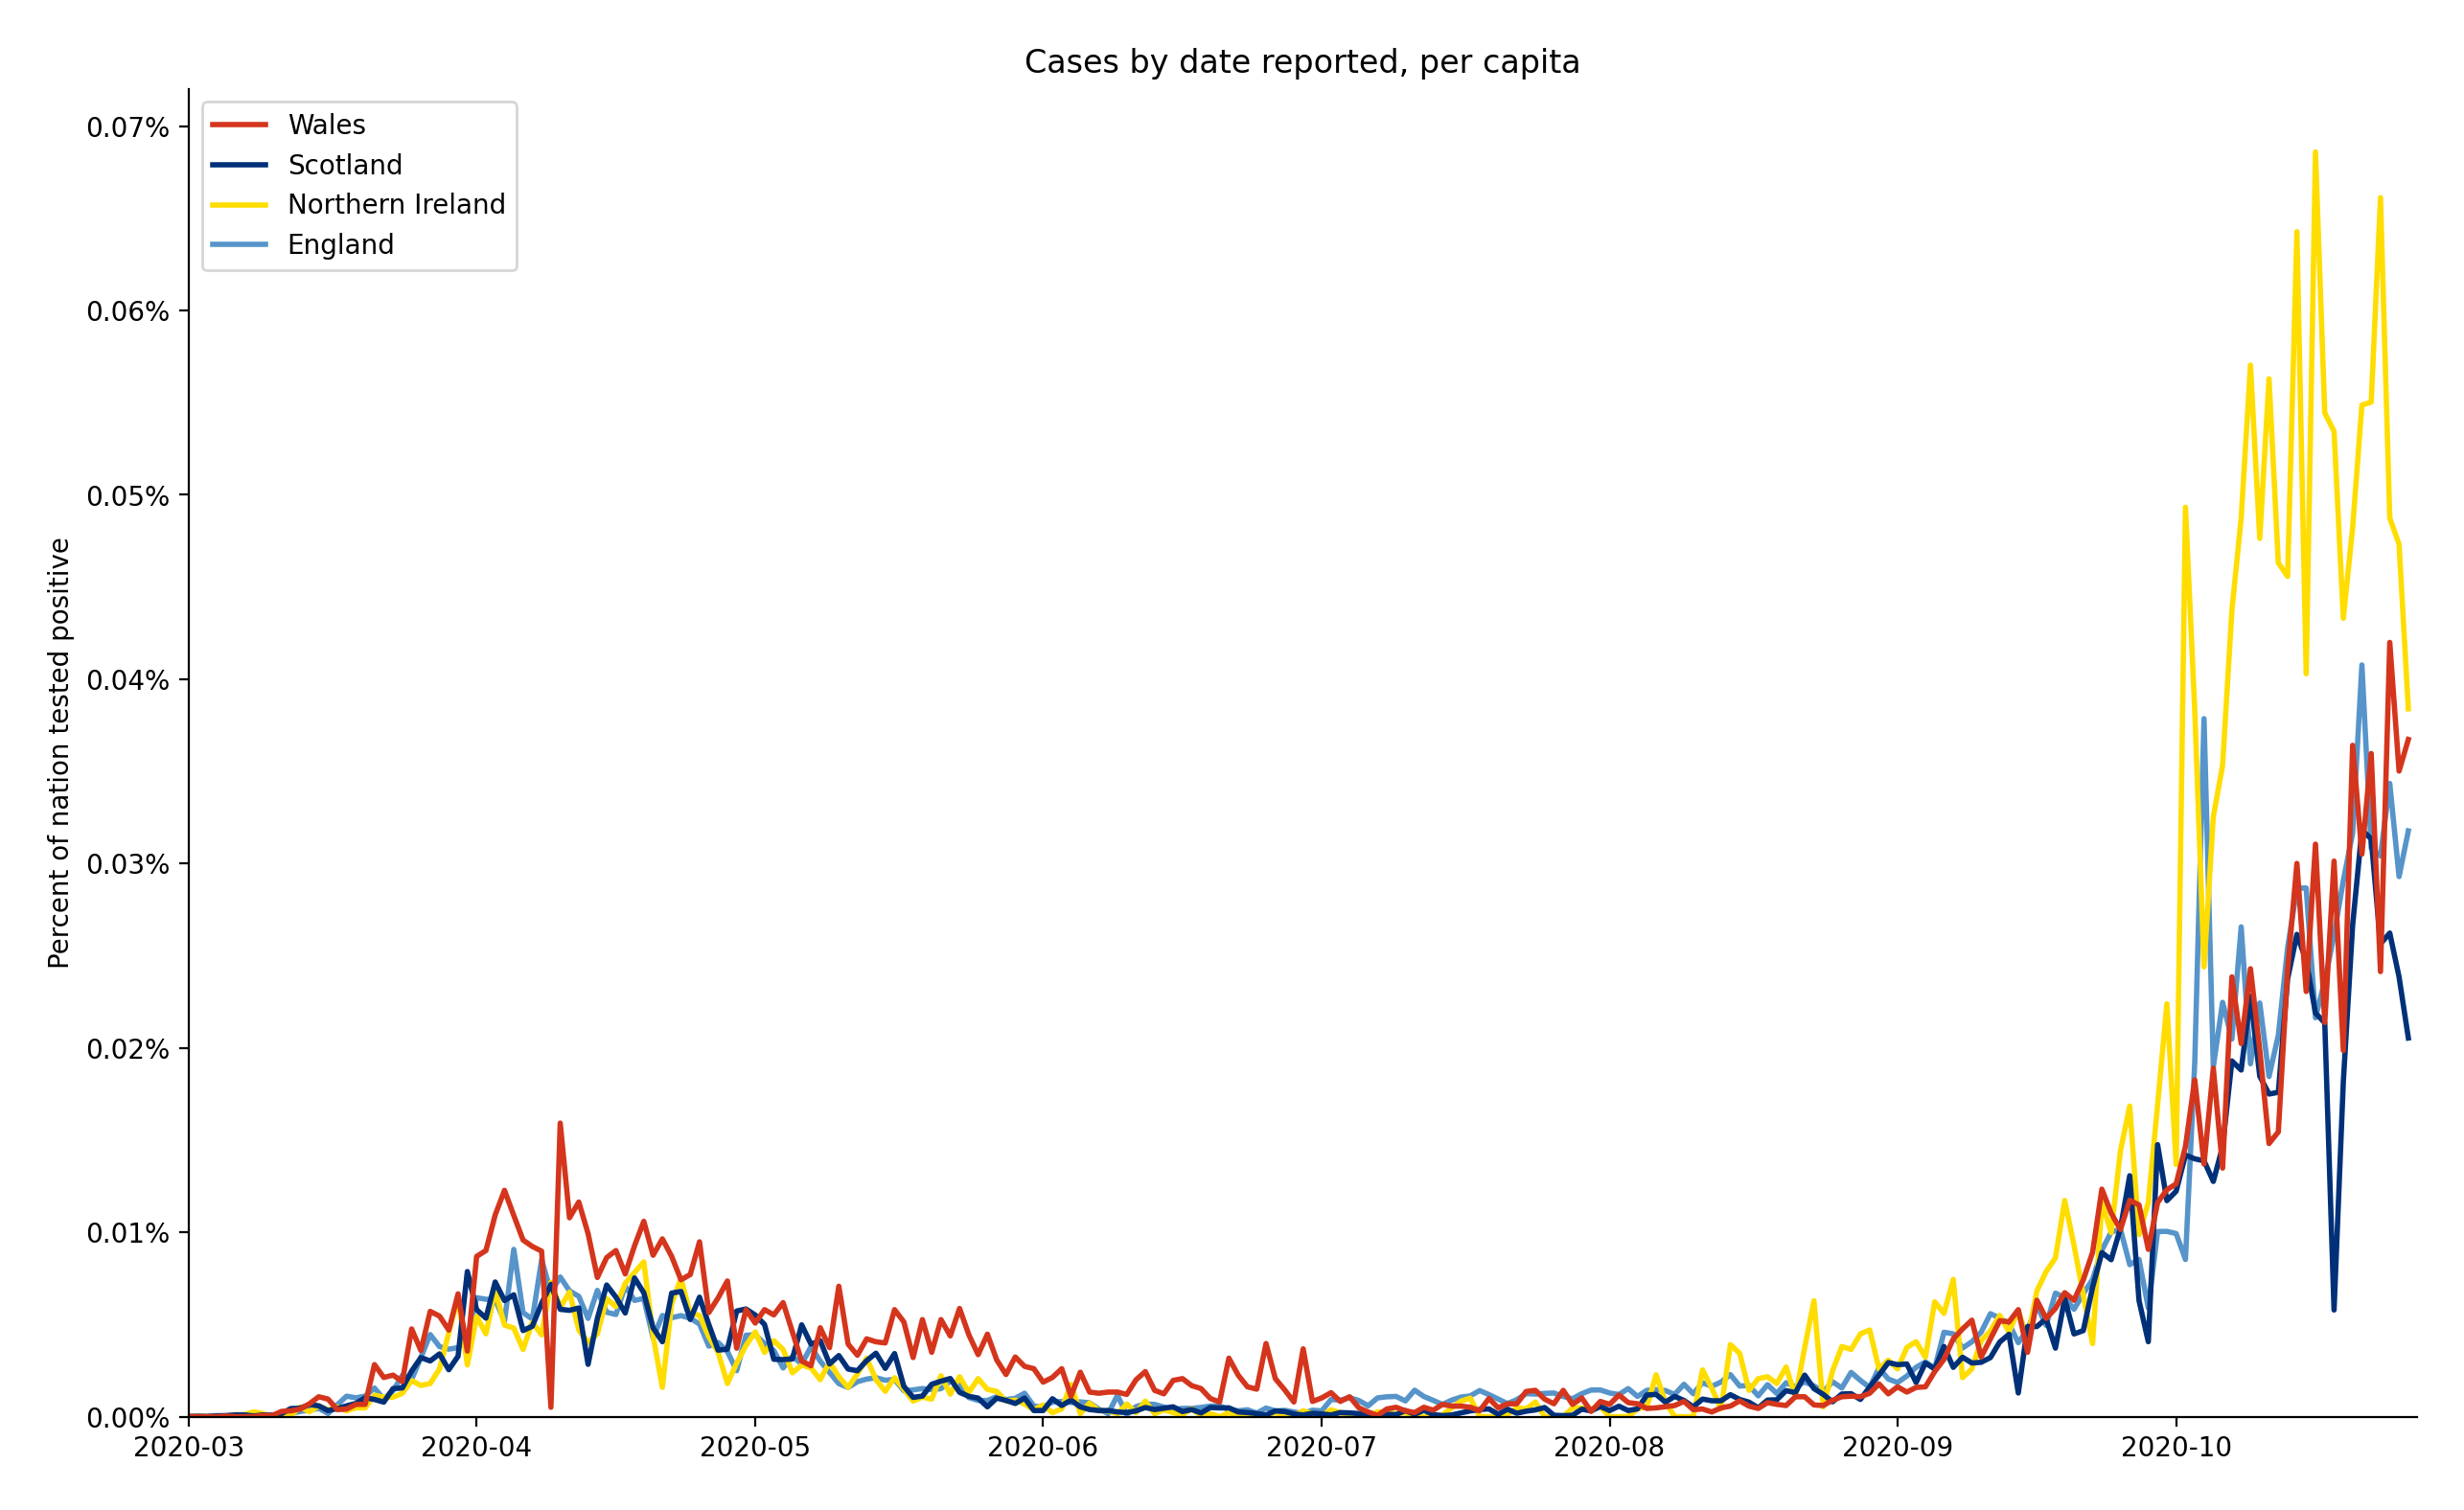 Cases by date reported, per capita
Wales
Scotland
Northern Ireland
England
Percent of nation tested positive
0.07%
0.06%
0.05%
0.04%
0.03%
0.02%
0.01%
0.00%
2020-03 2020-04 2020-05 2020-06 2020-07 2020-08 2020-09 2020-10